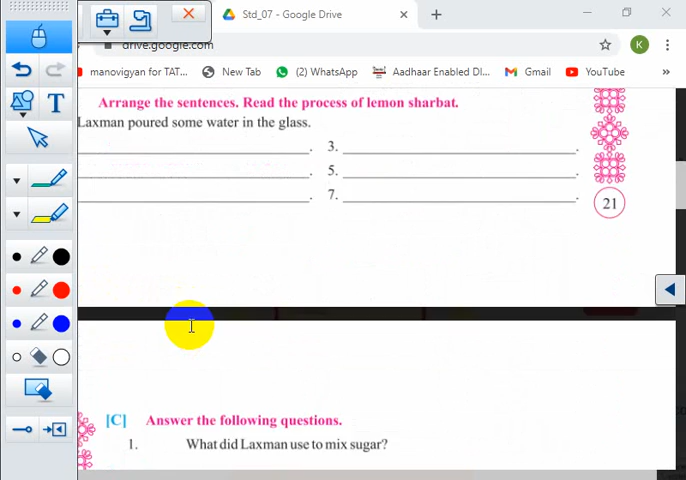 Std_07 - Google Drive
drive.google.com
K
manovigyan for TAT...
New Tab
(2) WhatsApp
Aadhaar Enabled DI...
Gmail
YouTube
»
T
Arrange the sentences. Read the process of lemon sharbat.
Laxman poured some water in the glass.
3.
5.
7.
21
[C] Answer the following questions.
1. What did Laxman use to mix sugar?